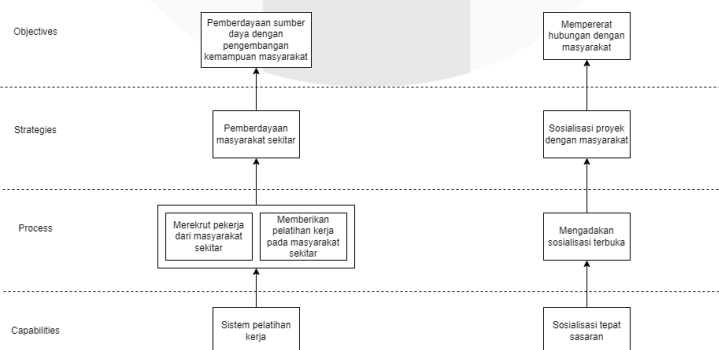 Objectives
Pemberdayaan sumber
daya dengan
pengembangan
kemampuan masyarakat
Mempererat
hubungan dengan
masyarakat
Strategies
Pemberdayaan
masyarakat sekitar
Sosialisasi proyek
dengan masyarakat
Process
Merekrut pekerja
dari masyarakat
sekitar
Memberikan
pelatihan kerja
pada masyarakat
sekitar
Mengadakan
sosialisasi terbuka
Capabilities
Sistem pelatihan
kerja
Sosialisasi tepat
sasaran